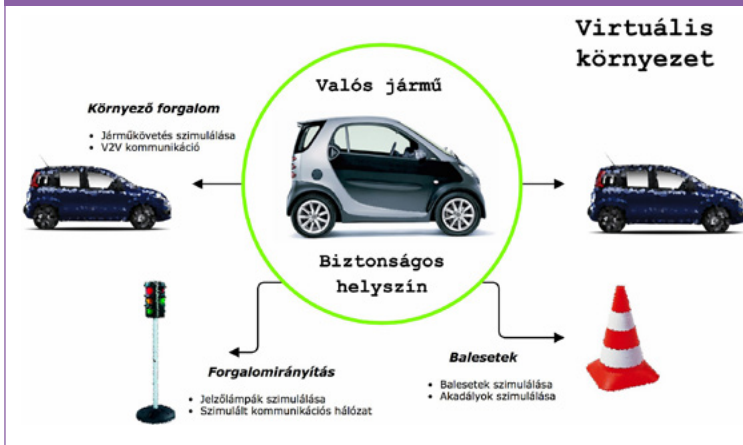 Virtuális
környezet
Valós jármű
Környező forgalom
• Járműkövetés szimulálása
• V2V kommunikáció
Biztonságos
helyszín
Forgalomirányítás
• Jelzőlámpák szimulálása
• Szimulált kommunikációs hálózat
Balesetek
• Balesetek szimulálása
• Akadályok szimulálása